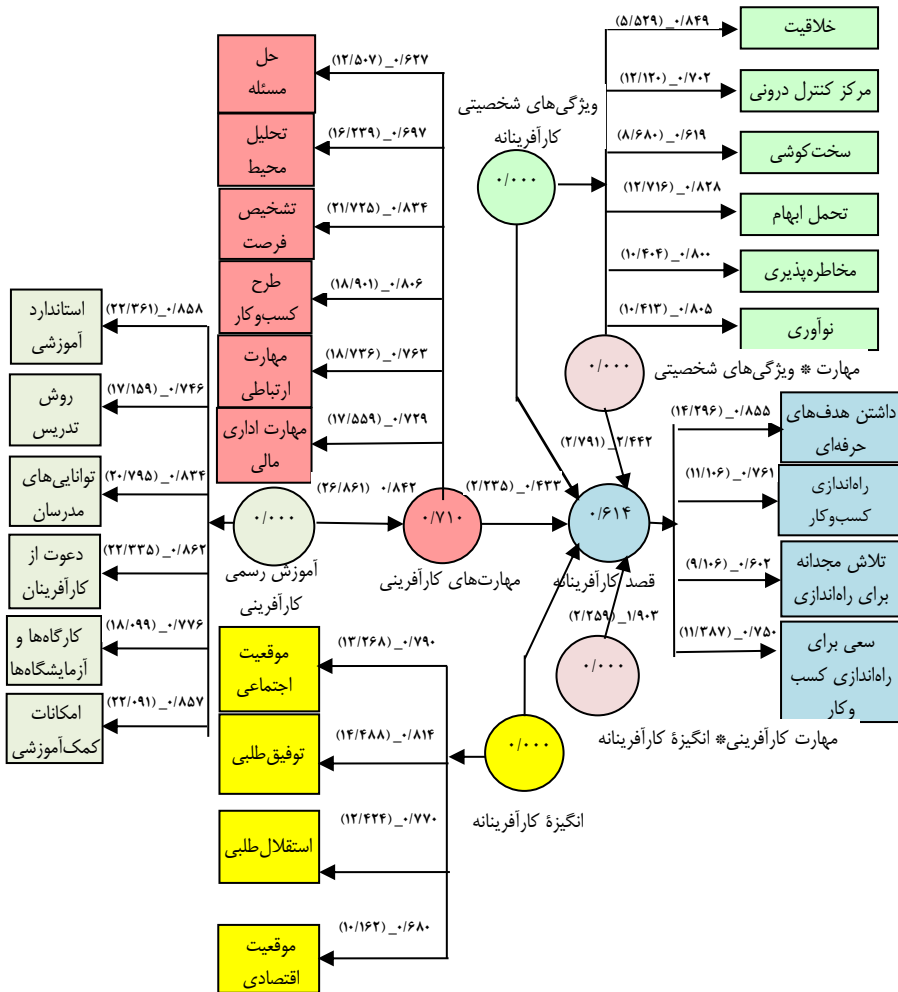 (۵/۵۲۹) _۰/۸۴۹
خلاقیت
(۱۲/۱۲۰) _۰/۷۰۲
مرکز کنترل درونی
(۸/۶۸۰) _۰/۶۱۹
سخت‌کوشی
(۱۲/۷۱۶) _۰/۸۲۸
تحمل ابهام
(۱۰/۴۰۴) _۰/۸۰۰
مخاطره‌پذیری
(۱۰/۴۱۳) _۰/۸۰۵
نوآوری
ویژگی‌های شخصیتی
کارآفرینانه
۰/۰۰۰
(۱۲/۵۰۷) _۰/۶۲۷
حل
مسئله
(۱۶/۲۳۹) _۰/۶۹۷
تحلیل
محیط
(۲۱/۷۲۵) _۰/۸۳۴
تشخیص
فرصت
(۱۸/۹۰۱) _۰/۸۰۶
طرح
کسب‌وکار
(۱۸/۷۳۶) _۰/۷۶۳
مهارت
ارتباطی
(۱۷/۵۵۹) _۰/۷۲۹
مهارت اداری
مالی
۰/۰۰۰
مهارت * ویژگی‌های شخصیتی
(۲/۷۹۱) _۲/۴۴۲
(۱۴/۲۹۶) _۰/۸۵۵
داشتن هدف‌های
حرفه‌ای
(۱۱/۱۰۶) _۰/۷۶۱
راه‌اندازی
کسب‌وکار
(۹/۱۰۶) _۰/۶۰۲
تلاش مجدانه
برای راه‌اندازی
(۱۱/۳۸۷) _۰/۷۵۰
سعی برای
راه‌اندازی کسب
وکار
۰/۶۱۴
قصد کارآفرینانه
(۲/۲۳۵) _۰/۴۳۳
۰/۷۱۰
مهارت‌های کارآفرینی
(۲۶/۸۶۱) ۰/۸۴۲
۰/۰۰۰
آموزش رسمی
کارآفرینی
(۲۲/۳۶۱) _۰/۸۵۸
استاندارد
آموزشی
(۱۷/۱۵۹) _۰/۷۴۶
روش
تدریس
(۲۰/۷۹۵) _۰/۸۳۴
توانایی‌های
مدرسان
(۲۲/۳۳۵) _۰/۸۶۲
دعوت از
کارآفرینان
(۱۸/۰۹۹) _۰/۷۷۶
کارگاه‌ها و
آزمایشگاه‌ها
(۲۲/۰۹۱) _۰/۸۵۷
امکانات
کمک‌آموزشی
(۲/۲۵۹) _۱/۹۰۳
۰/۰۰۰
مهارت کارآفرینی* انگیزۀ کارآفرینانه
۰/۰۰۰
انگیزۀ کارآفرینانه
(۱۳/۲۶۸) _۰/۷۹۰
موقعیت
اجتماعی
(۱۴/۴۸۸) _۰/۸۱۴
توفیق‌طلبی
(۱۲/۴۲۴) _۰/۷۷۰
استقلال‌طلبی
(۱۰/۱۶۲) _۰/۶۸۰
موقعیت
اقتصادی